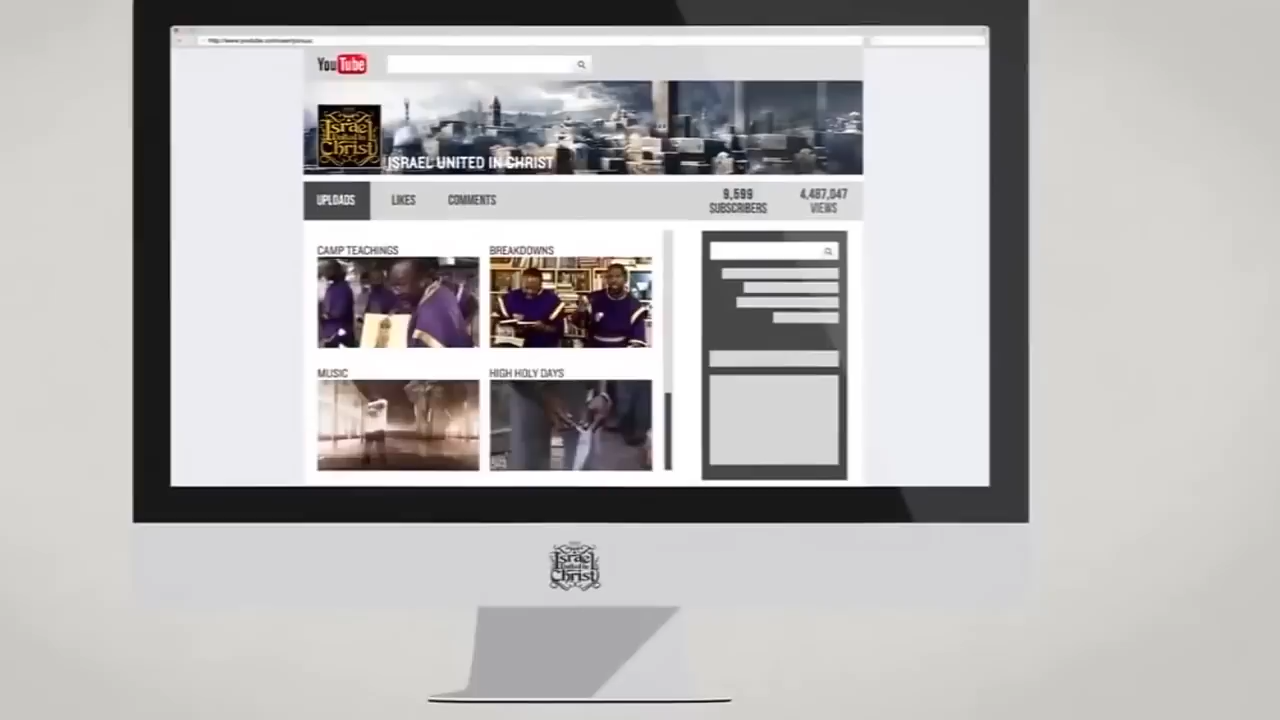 YouTube
Israel
United in
Christ
ISRAEL UNITED IN CHRIST
UPLOADS LIKES COMMENTS
9,599 4,487,047
SUBSCRIBERS VIEWS
CAMP TEACHINGS BREAKDOWNS
MUSIC HIGH HOLY DAYS
Israel
United in
Christ